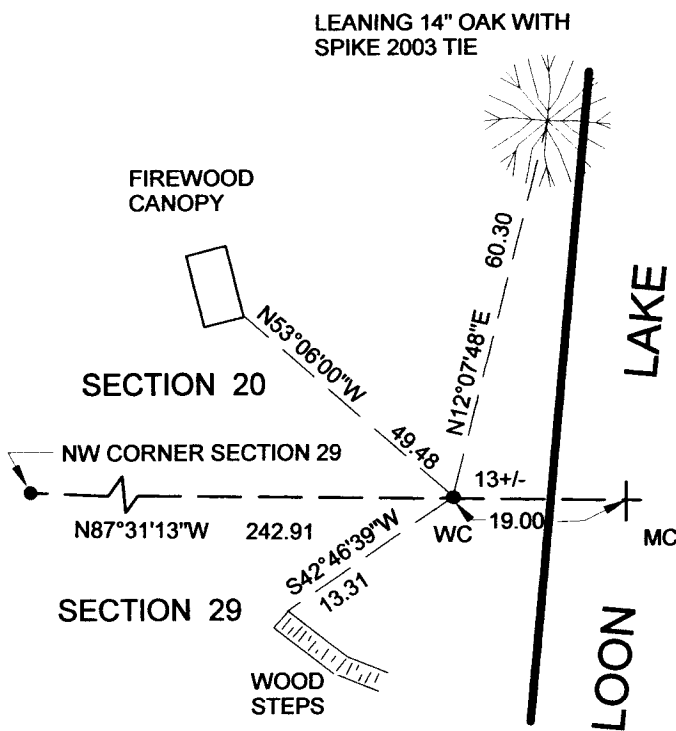 LEANING 14" OAK WITH
SPIKE 2003 TIE
FIREWOOD
CANOPY
60.30
N12°07'48"E
N53°06'00"W
49.48
LAKE
SECTION 20
NW CORNER SECTION 29
13+/-
N87°31'13"W 242.91
WC
19.00
MC
S42°46'39"W
13.31
SECTION 29
WOOD
STEPS
LOON